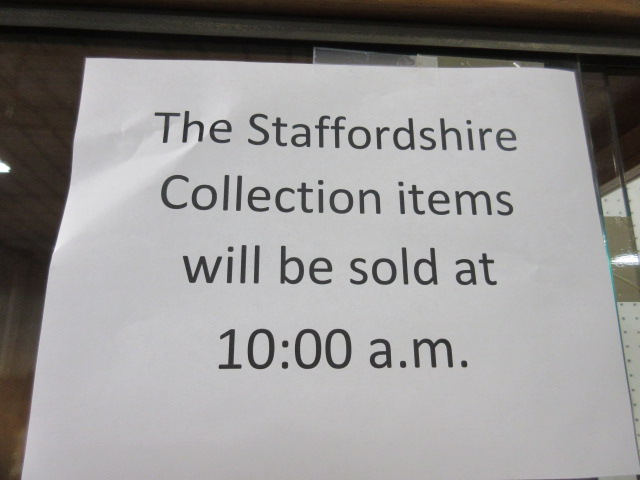 The Staffordshire
Collection items
will be sold at
10:00 a.m.